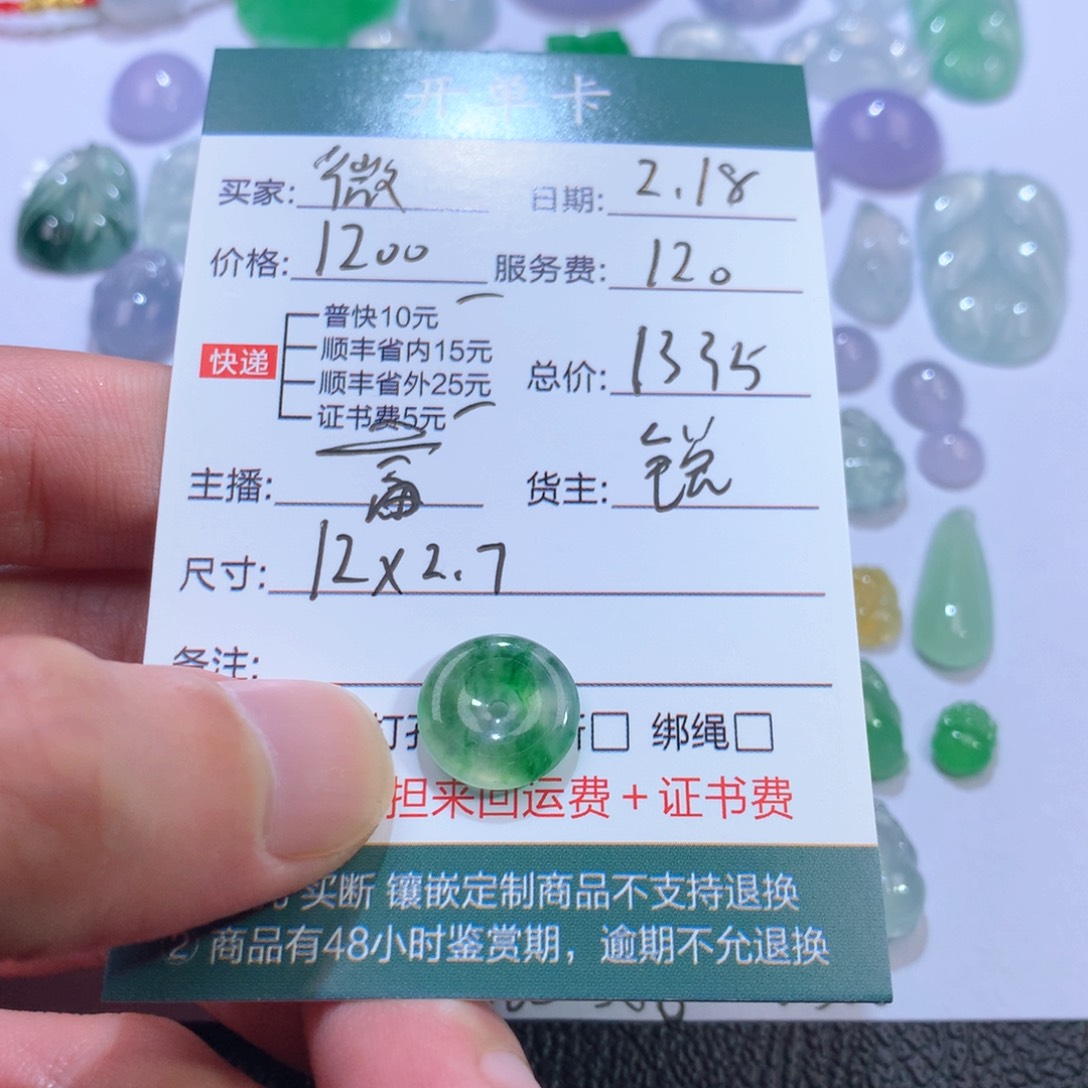 开单卡
买家: 微 日期: 2.18
价格: 1200 服务费: 120
快递
普快10元
顺丰省内15元
顺丰省外25元
证书费5元
总价: 1335
主播: 货主: 锐
尺寸: 12x2.7
备注:
打 □ 绑绳□
担来回运费+证书费
买断 镶嵌定制商品不支持退换
② 商品有48小时鉴赏期，逾期不允退换